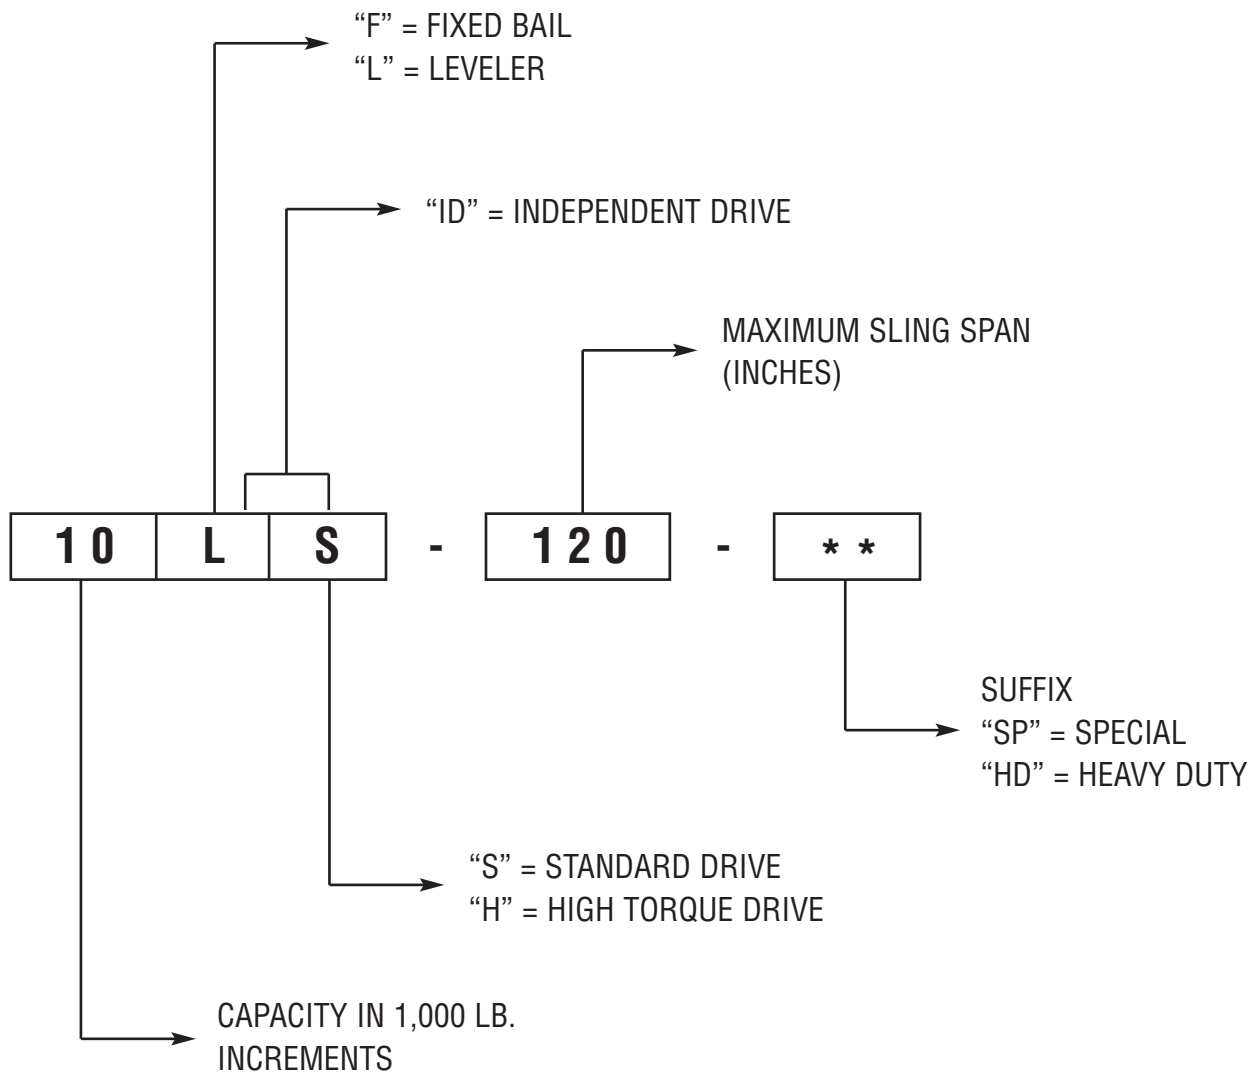 “F” = FIXED BAIL
“L” = LEVELER
“ID” = INDEPENDENT DRIVE
MAXIMUM SLING SPAN
(INCHES)
10 L S - 120 - **
SUFFIX
“SP” = SPECIAL
“HD” = HEAVY DUTY
“S” = STANDARD DRIVE
“H” = HIGH TORQUE DRIVE
CAPACITY IN 1,000 LB.
INCREMENTS